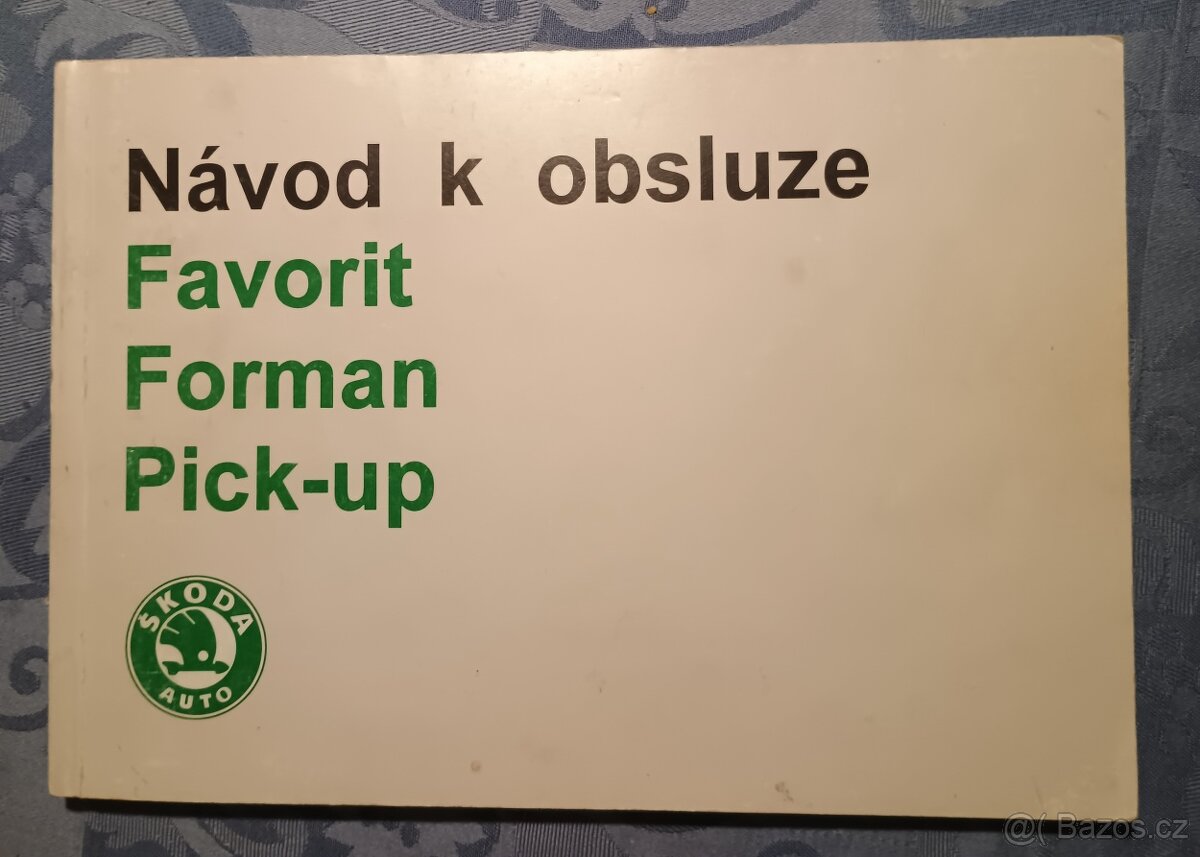 Návod k obsluze
Favorit
Forman
Pick-up
ŠKODA
AUTO
@( Bazos.cz